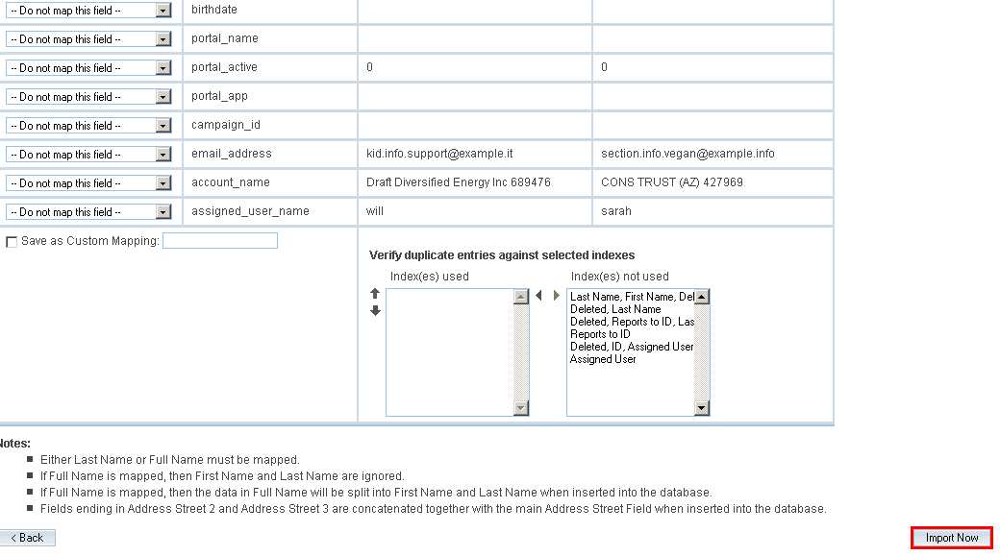 -- Do not map this field -- birthdate
-- Do not map this field -- portal_name
-- Do not map this field -- portal_active 0 0
-- Do not map this field -- portal_app
-- Do not map this field -- campaign_id
-- Do not map this field -- email_address kid.info.support@example.it section.info.vegan@example.info
-- Do not map this field -- account_name Draft Diversified Energy Inc 689476 CONS TRUST (AZ) 427969
-- Do not map this field -- assigned_user_name will sarah
Save as Custom Mapping:
Verify duplicate entries against selected indexes
Index(es) used Index(es) not used
Last Name, First Name, Del
Deleted, Last Name
Deleted, Reports to ID, Las
Reports to ID
Deleted, ID, Assigned User
Assigned User
Notes:
Either Last Name or Full Name must be mapped.
If Full Name is mapped, then First Name and Last Name are ignored.
If Full Name is mapped, then the data in Full Name will be split into First Name and Last Name when inserted into the database.
Fields ending in Address Street 2 and Address Street 3 are concatenated together with the main Address Street Field when inserted into the database.
< Back Import Now